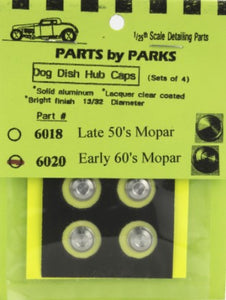 1/25th Scale Detailing Parts
PARTS by PARKS
Dog Dish Hub Caps (Sets of 4)
*Solid aluminum *Lacquer clear coated
*Bright finish 13/32 Diameter
Part #
6018 Late 50's Mopar
6020 Early 60's Mopar